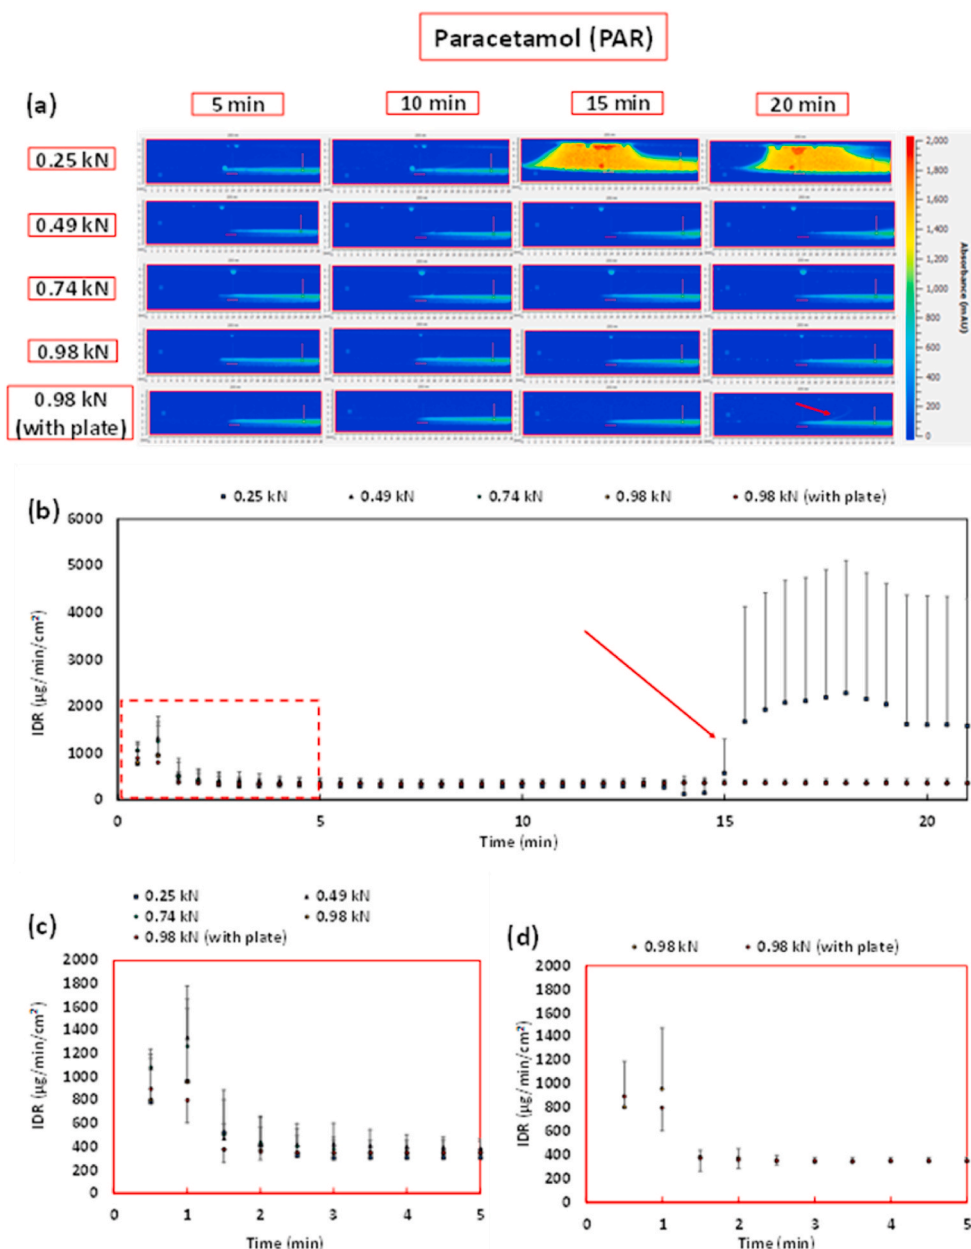 Paracetamol (PAR)
(a)
5 min
10 min
15 min
20 min
0.25 kN
0.49 kN
0.74 kN
0.98 kN
0.98 kN
(with plate)
2,000
1,800
1,600
1,400
1,200
1,000
800
600
400
200
0
Absorbance (mAU)
(b)
0.25 kN
0.49 kN
0.74 kN
0.98 kN
0.98 kN (with plate)
6000
5000
4000
3000
2000
1000
0
IDR (µg/min/cm²)
0
5
10
15
20
Time (min)
(c)
0.25 kN
0.49 kN
0.74 kN
0.98 kN
0.98 kN (with plate)
2000
1800
1600
1400
1200
1000
800
600
400
200
0
IDR (µg/min/cm²)
0
1
2
3
4
5
Time (min)
(d)
0.98 kN
0.98 kN (with plate)
2000
1800
1600
1400
1200
1000
800
600
400
200
0
IDR (µg/min/cm²)
0
1
2
3
4
5
Time (min)